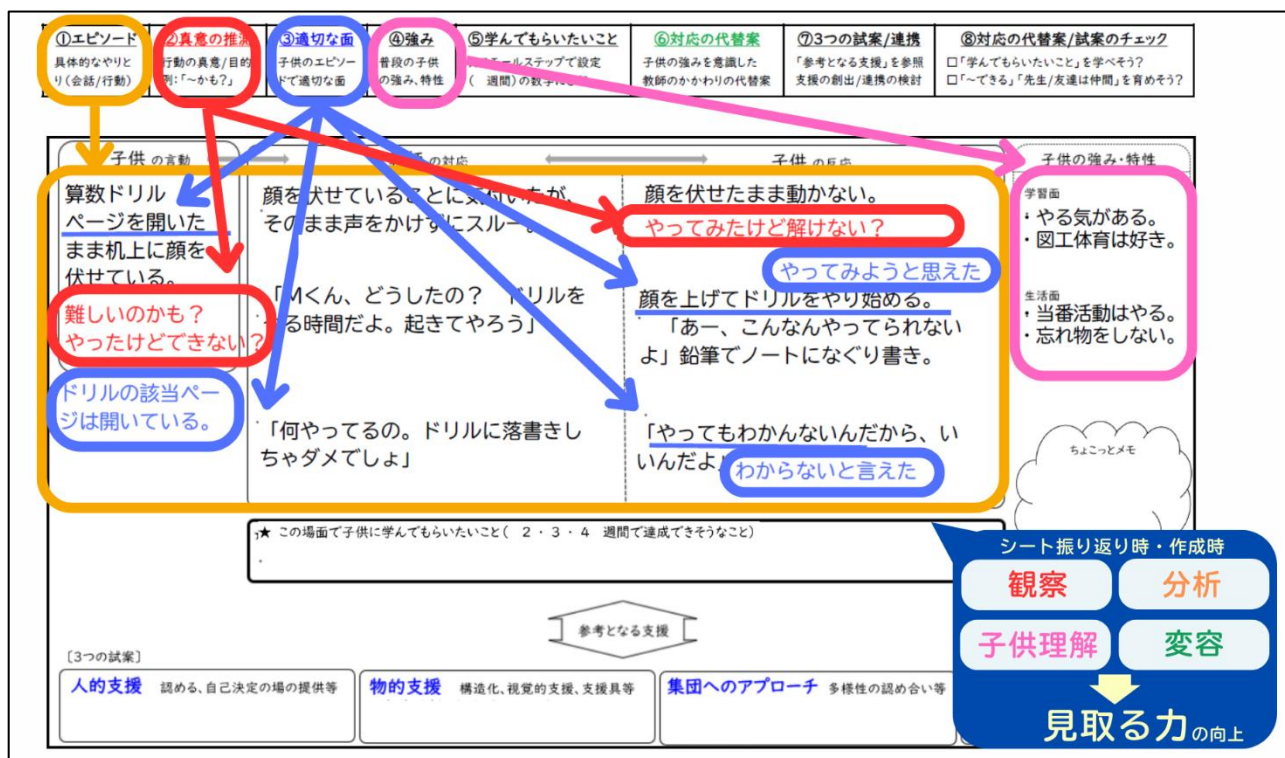 ①エピソード
具体的なやりと
り(会話/行動)
②真意の推測
行動の真意/目的
例:「～かも?」
③適切な面
子供のエピソー
ドで適切な面
④強み
普段の子供
の強み、特性
⑤学んでもらいたいこと
スモールステップで設定
( 週間)の数字に
⑥対応の代替案
子供の強みを意識した
教師のかかわりの代替案
⑦3つの試案/連携
「参考となる支援」を参照
支援の創出/連携の検討
⑧対応の代替案/試案のチェック
□「学んでもらいたいこと」を学べそう?
□「～できる」「先生/友達は仲間」を育めそう?
子供 の言動
の対応
子供 の反応
子供の強み・特性
算数ドリル
ページを開いた
まま机上に顔を
伏せている。
難しいのかも?
やったけどできない?
ドリルの該当ペー
ジは開いている。
顔を伏せていることに気付いたが、
そのまま声をかけずにスルー。
「Mくん、どうしたの? ドリルを
る時間だよ。起きてやろう」
「何やってるの。ドリルに落書きし
ちゃダメでしょ」
顔を伏せたまま動かない。
やってみたけど解けない?
やってみようと思えた
顔を上げてドリルをやり始める。
「あー、こんなんやってられない
よ」鉛筆でノートになぐり書き。
「やってもわかんないんだから、い
いんだよ」
わからないと言えた
学習面
・やる気がある。
・図工体育は好き。
生活面
・当番活動はやる。
・忘れ物をしない。
ちょこっとメモ
★ この場面で子供に学んでもらいたいこと( 2・3・4 週間で達成できそうなこと)
参考となる支援
〔3つの試案〕
人的支援 認める、自己決定の場の提供等
物的支援 構造化、視覚的支援、支援具等
集団へのアプローチ 多様性の認め合い等
シート振り返り時・作成時
観察
分析
子供理解
変容
見取る力の向上